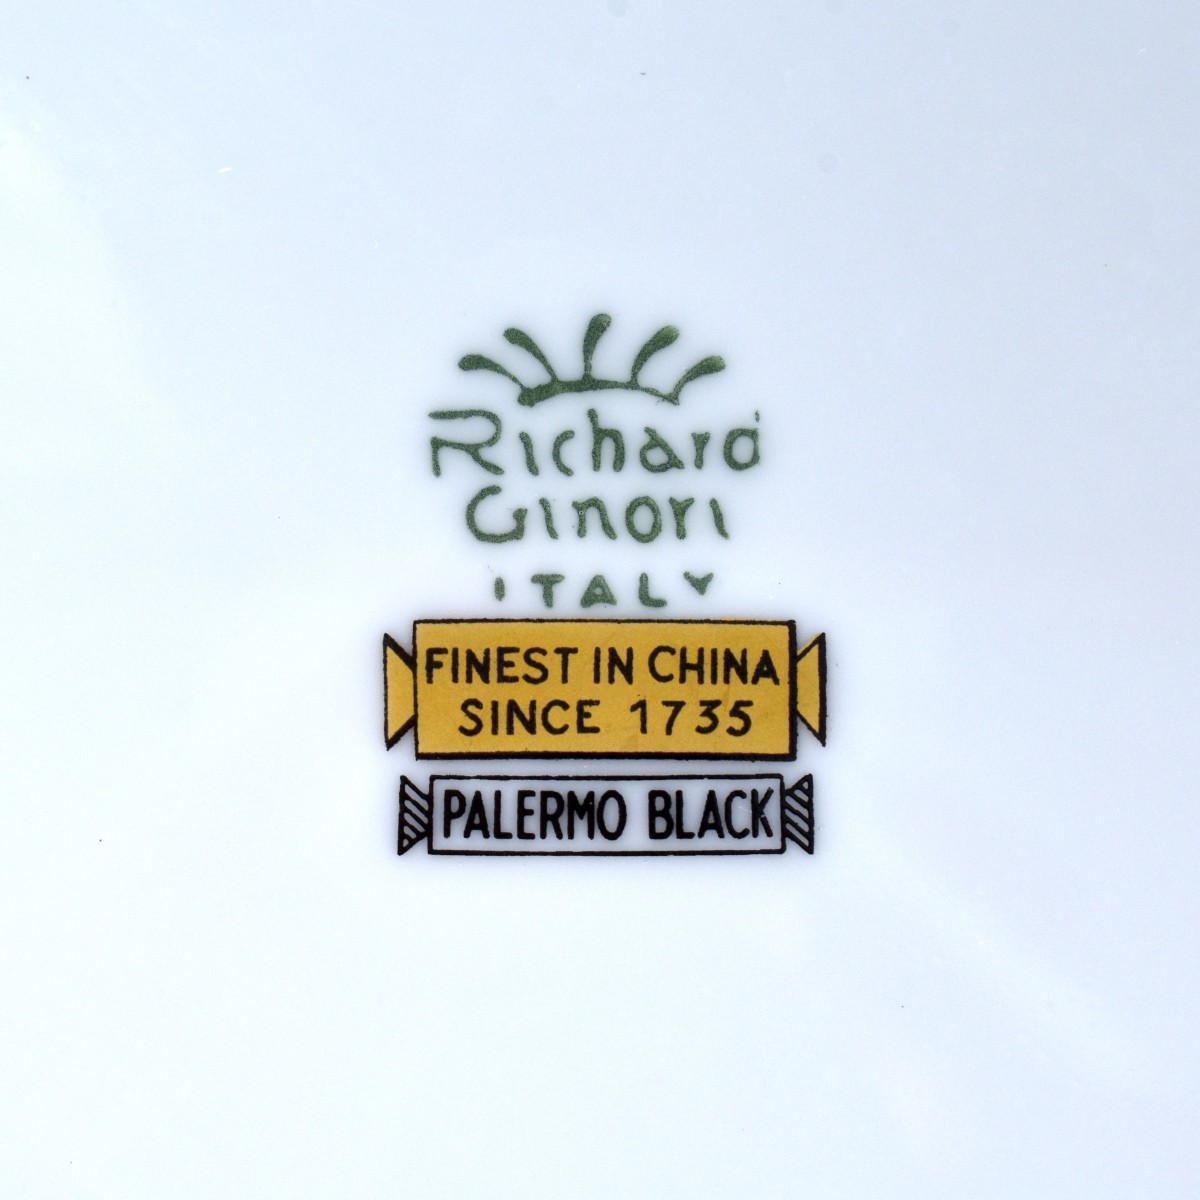 Richard
Ginori
ITALY
FINEST IN CHINA
SINCE 1735
PALERMO BLACK